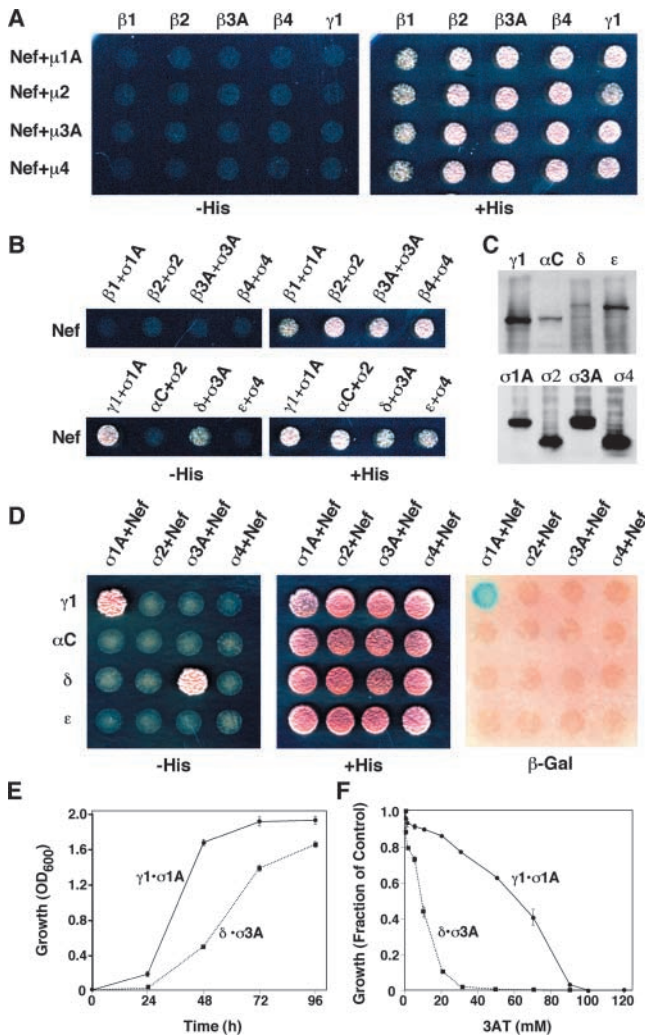 A
β1 β2 β3A β4 γ1 β1 β2 β3A β4 γ1
Nef+μ1A
Nef+μ2
Nef+μ3A
Nef+μ4
-His +His
B
β1+σ1A β2+σ2 β3A+σ3A β4+σ4 β1+σ1A β2+σ2 β3A+σ3A β4+σ4
Nef
γ1+σ1A αC+σ2 δ+σ3A ε+σ4 γ1+σ1A αC+σ2 δ+σ3A ε+σ4
Nef
-His +His
C
γ1 αC δ ε
σ1A σ2 σ3A σ4
D
σ1A+Nef σ2+Nef σ3A+Nef σ4+Nef σ1A+Nef σ2+Nef σ3A+Nef σ4+Nef σ1A+Nef σ2+Nef σ3A+Nef σ4+Nef
γ1
αC
δ
ε
-His +His β-Gal
E
Growth (OD600)
2.0
1.6
1.2
0.8
0.4
0
γ1•σ1A
δ•σ3A
0 24 48 72 96
Time (h)
F
Growth (Fraction of Control)
1.0
0.8
0.6
0.4
0.2
0
γ1•σ1A
δ•σ3A
0 20 40 60 80 100 120
3AT (mM)